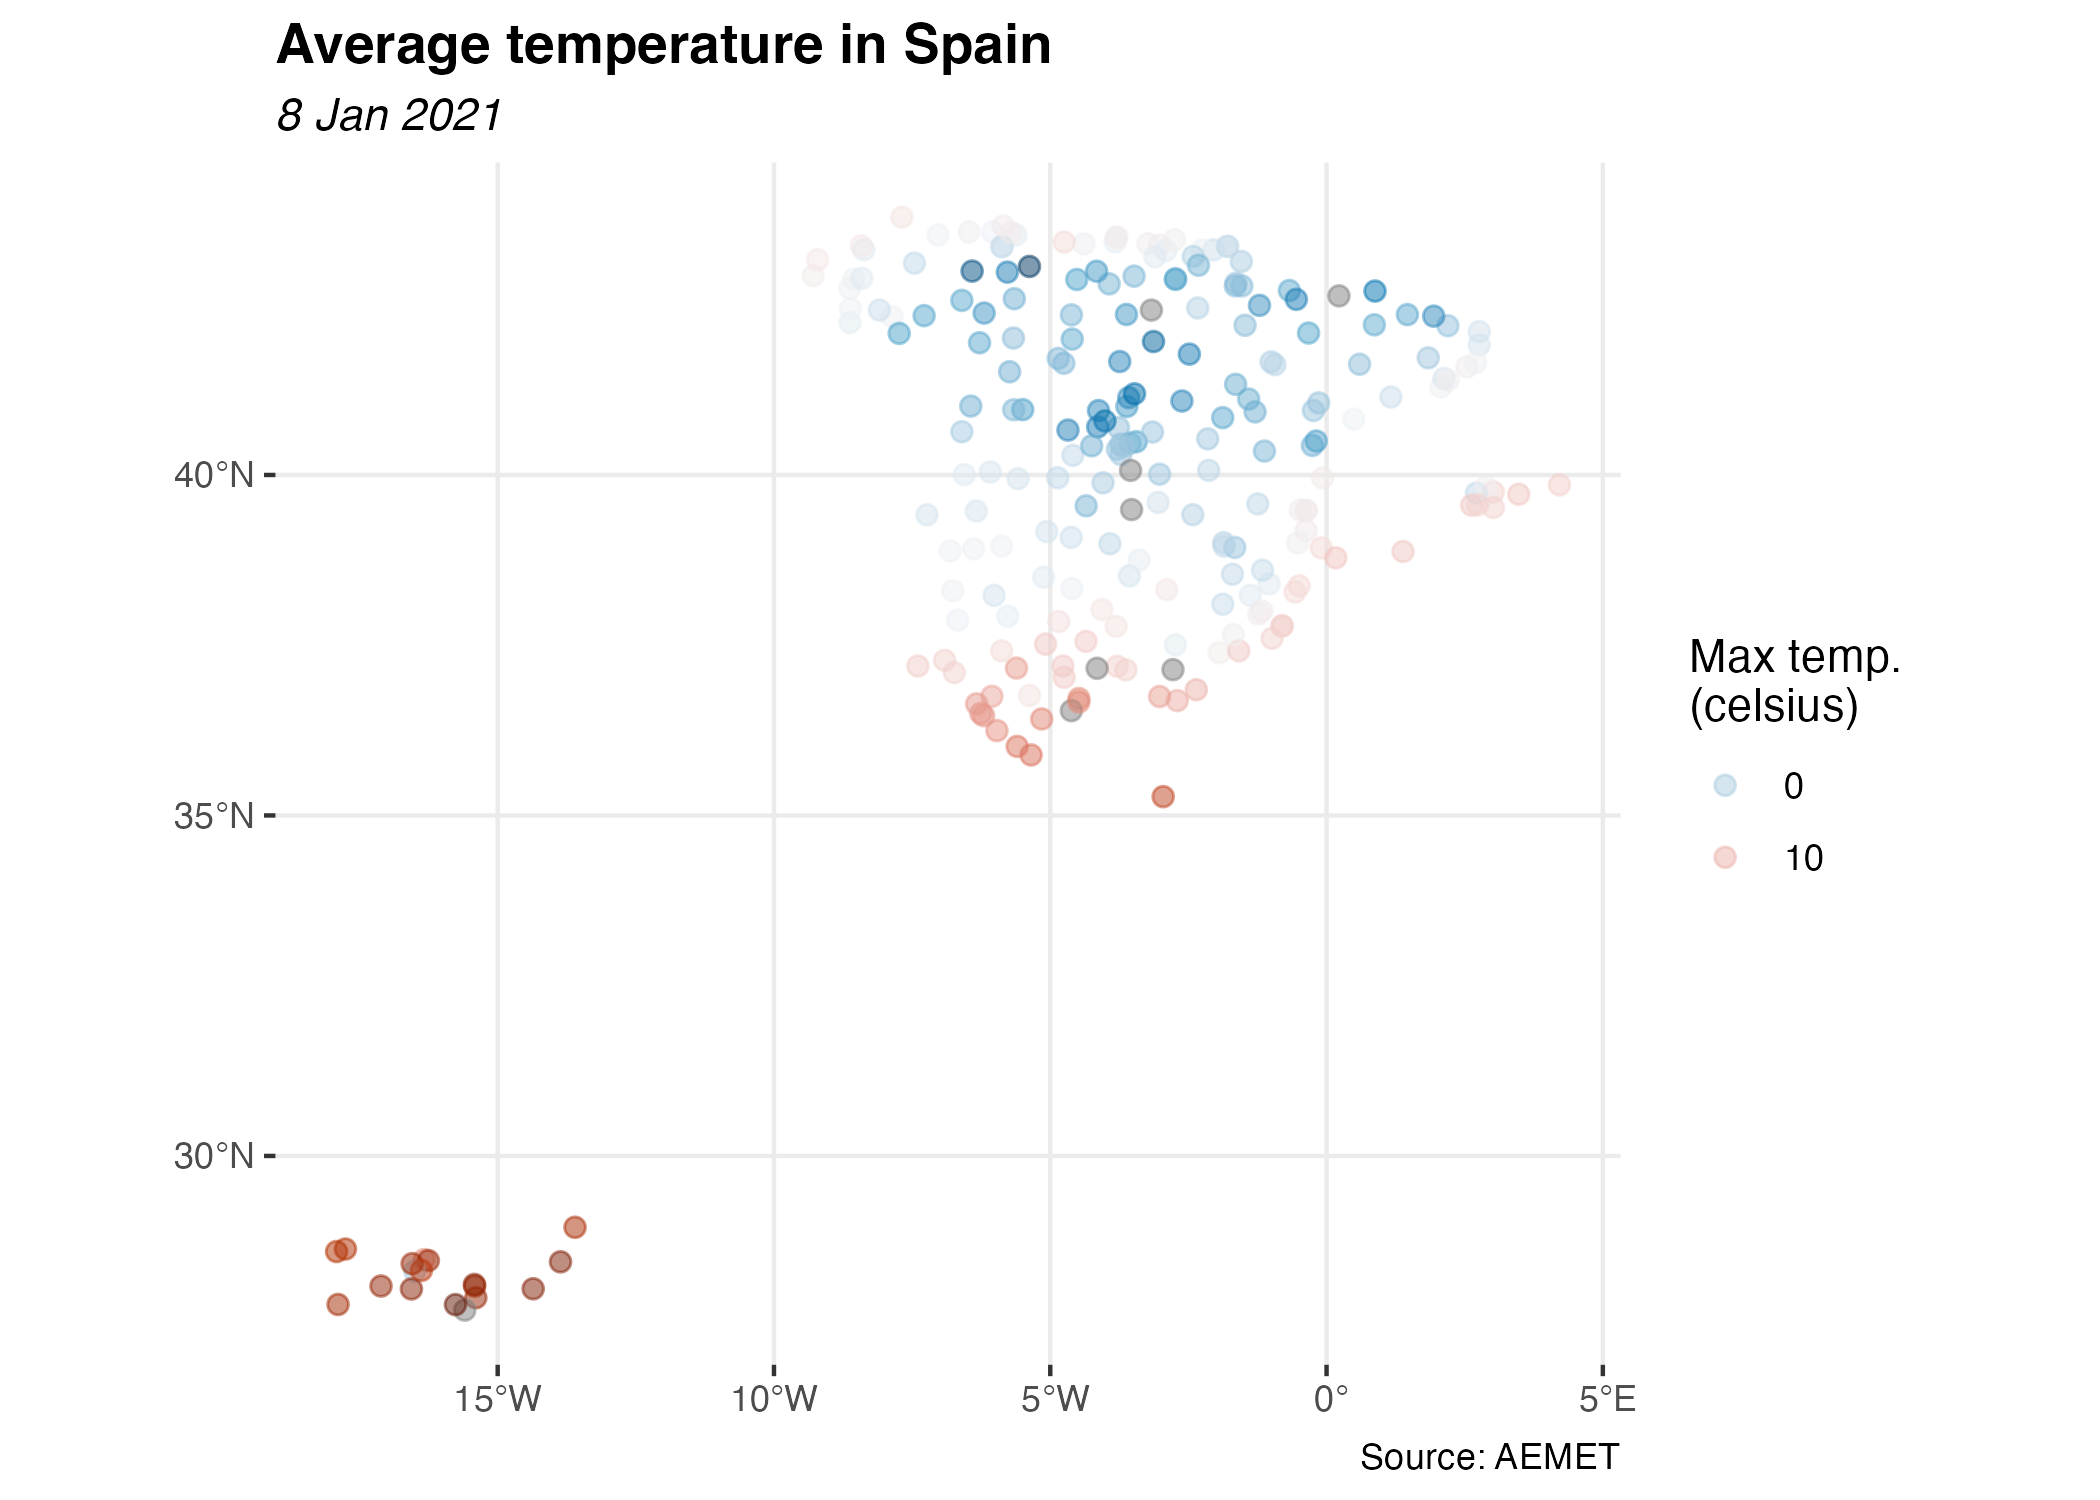 Average temperature in Spain
8 Jan 2021
40°N
35°N
30°N
15°W
10°W
5°W
0°
5°E
Max temp.
(celsius)
0
10
Source: AEMET